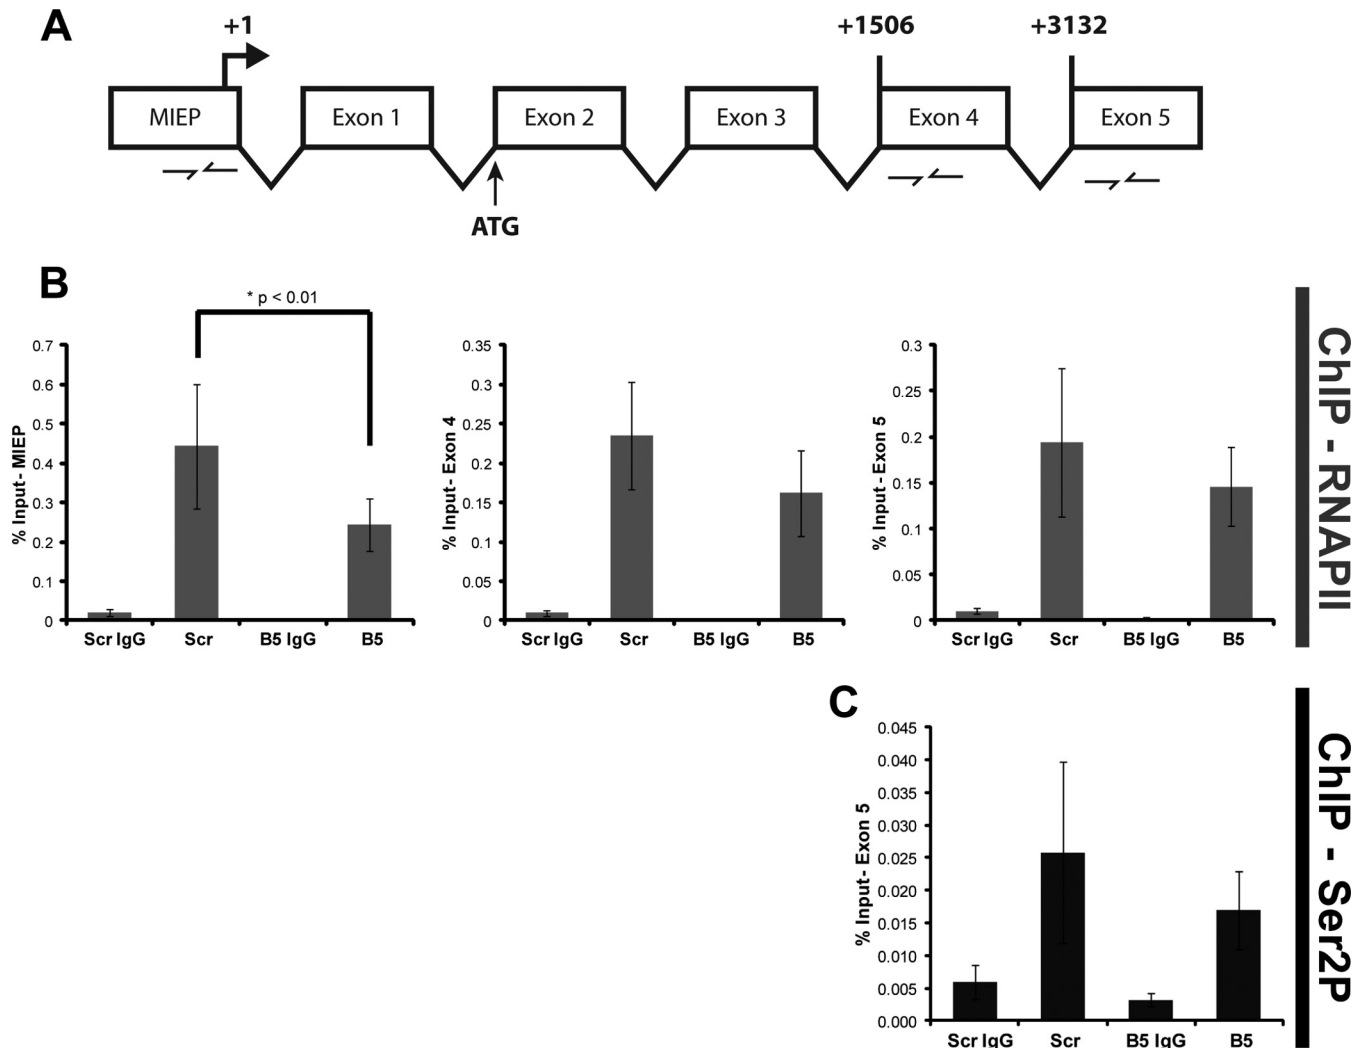 A
+1
+1506
+3132
MIEP
Exon 1
Exon 2
Exon 3
Exon 4
Exon 5
ATG
B
* p < 0.01
% Input - MIEP
0.7
0.6
0.5
0.4
0.3
0.2
0.1
0
Scr IgG
Scr
B5 IgG
B5
% Input - Exon 4
0.35
0.3
0.25
0.2
0.15
0.1
0.05
0
Scr IgG
Scr
B5 IgG
B5
% Input - Exon 5
0.3
0.25
0.2
0.15
0.1
0.05
0
Scr IgG
Scr
B5 IgG
B5
ChIP - RNAPII
C
% Input - Exon 5
0.045
0.040
0.035
0.030
0.025
0.020
0.015
0.010
0.005
0.000
Scr IgG
Scr
B5 IgG
B5
ChIP - Ser2P